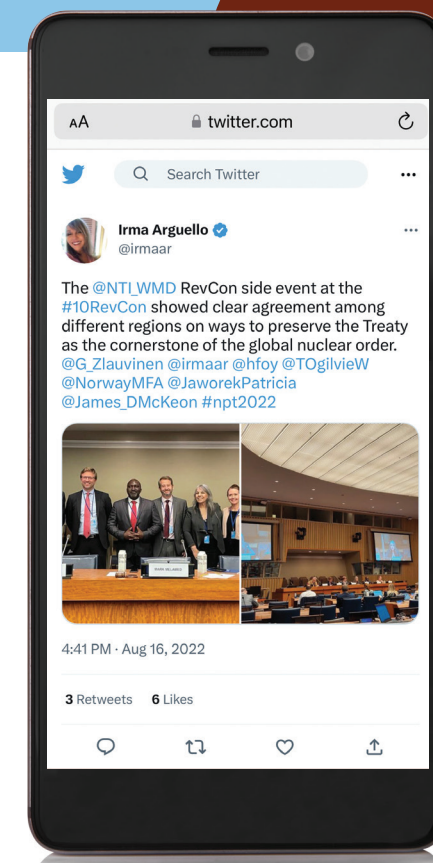 AA
twitter.com
Search Twitter
Irma Arguello
@irmaar
The @NTI_WMD RevCon side event at the
#10RevCon showed clear agreement among
different regions on ways to preserve the Treaty
as the cornerstone of the global nuclear order.
@G_Zlauvinen @irmaar @hfoy @TOgilvieW
@NorwayMFA @JaworekPatricia
@James_DMcKeon #npt2022
4:41 PM · Aug 16, 2022
3 Retweets 6 Likes